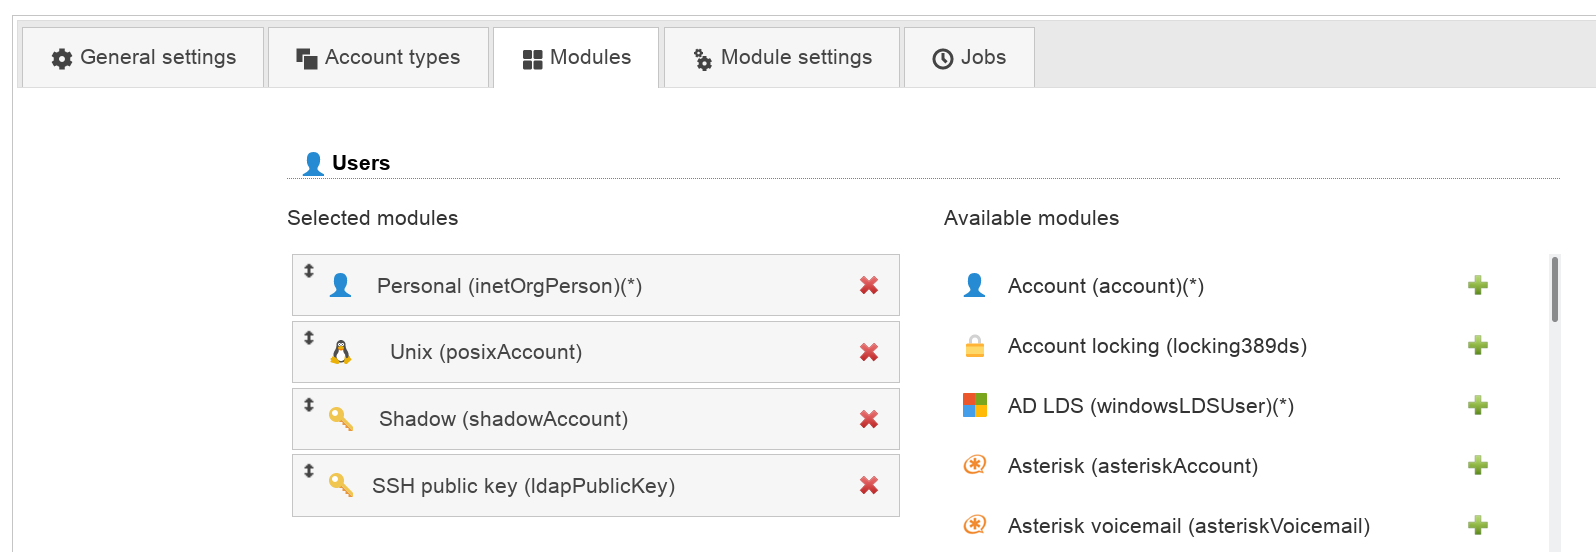 General settings
Account types
Modules
Module settings
Jobs
Users
Selected modules
Personal (inetOrgPerson)(*)
Unix (posixAccount)
Shadow (shadowAccount)
SSH public key (ldapPublicKey)
Available modules
Account (account)(*)
Account locking (locking389ds)
AD LDS (windowsLDSUser)(*)
Asterisk (asteriskAccount)
Asterisk voicemail (asteriskVoicemail)